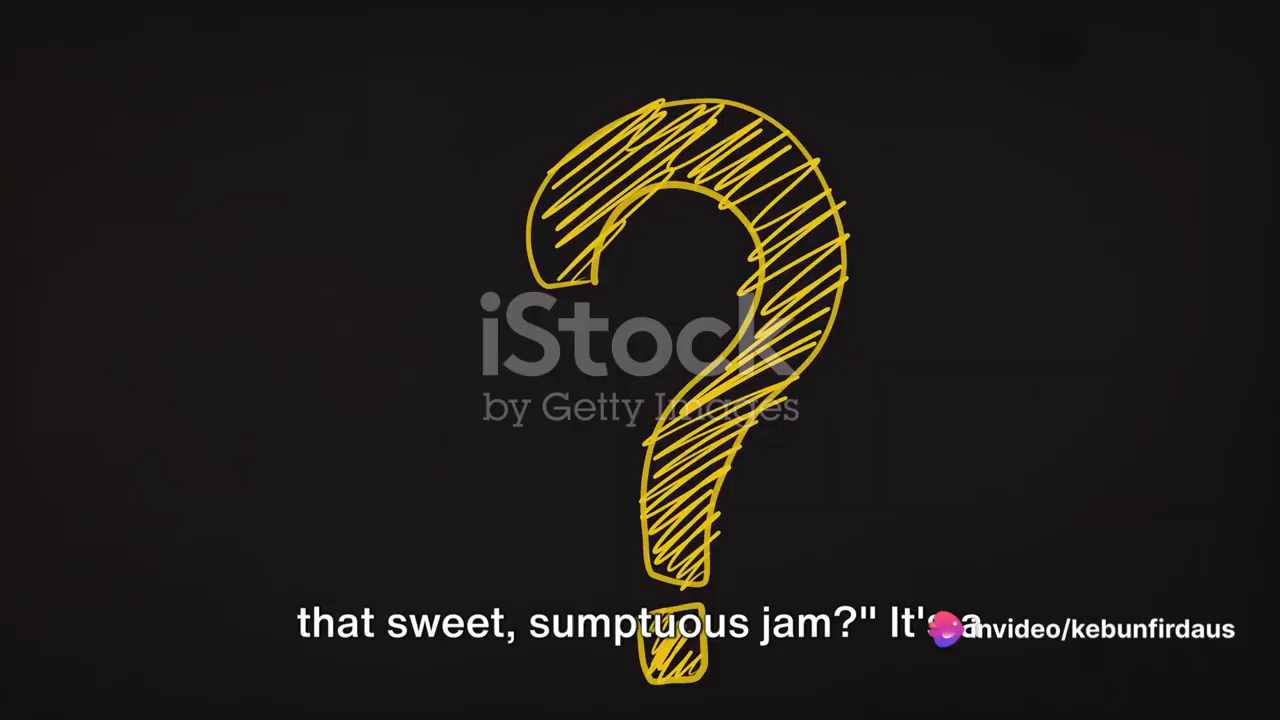 iStock
by Getty Images
that sweet, sumptuous jam?" It's a
invideo/kebunfirdaus